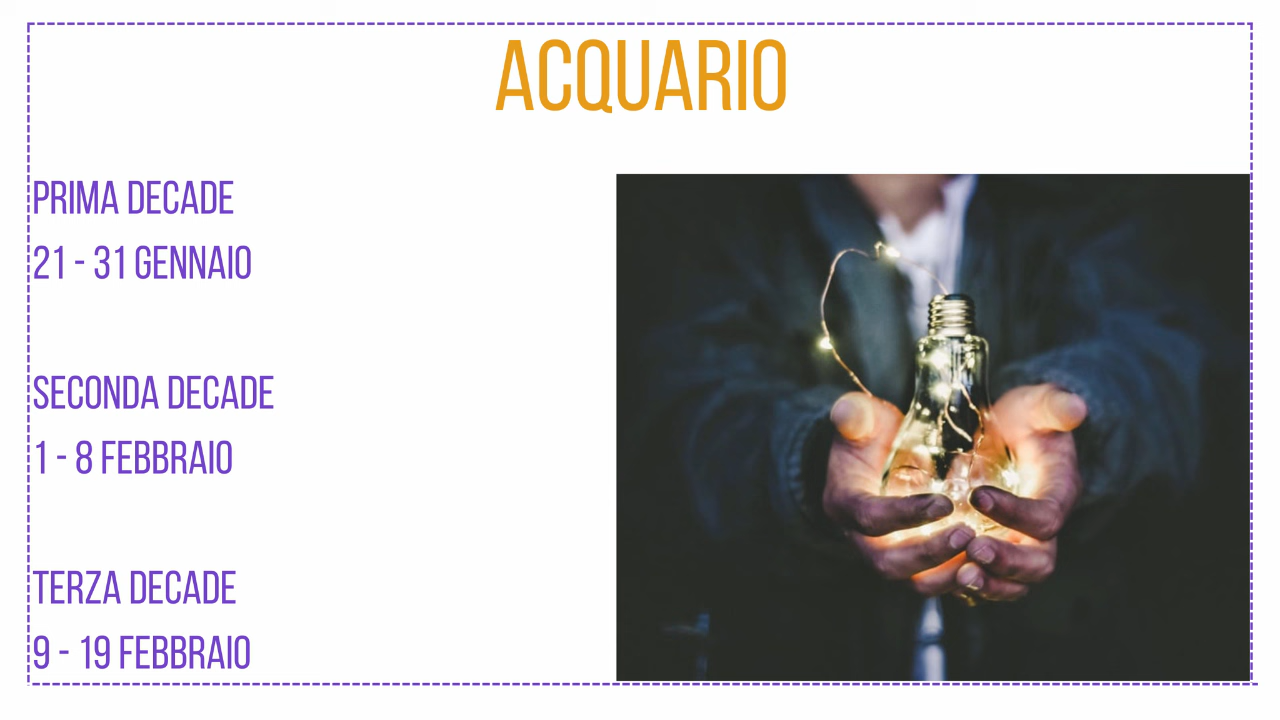 ACQUARIO
PRIMA DECADE
21 - 31 GENNAIO
SECONDA DECADE
1 - 8 FEBBRAIO
TERZA DECADE
9 - 19 FEBBRAIO